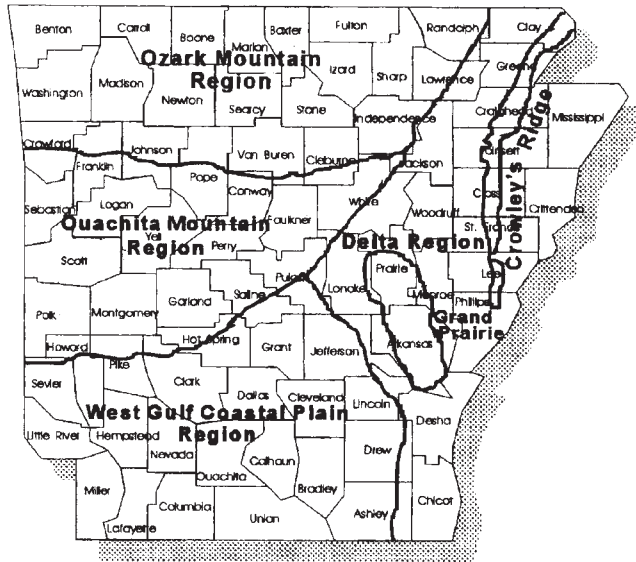 Benton
Carroll
Boone
Marion
Baxter
Fulton
Randolph
Clay
Ozark Mountain
Region
Izard
Sharp
Lawrence
Greene
Washington
Madison
Newton
Searcy
Stone
Independence
Craighead
Mississippi
Crawford
Franklin
Johnson
Van Buren
Cleburne
Jackson
Crowley's Ridge
Pope
Conway
White
Woodruff
Cross
Crittenden
Sebastian
Logan
Ouachita Mountain
Region
Yell
Faulkner
Perry
Delta Region
St. Francis
Scott
Saline
Lonoke
Prairie
Monroe
Lee
Phillips
Polk
Montgomery
Garland
Hot Spring
Grant
Jefferson
Arkansas
Grand
Prairie
Howard
Pike
Sevier
Clark
Dallas
Cleveland
Lincoln
Desha
West Gulf Coastal Plain
Region
Little River
Hempstead
Nevada
Ouachita
Calhoun
Bradley
Drew
Miller
Lafayette
Columbia
Union
Ashley
Chicot